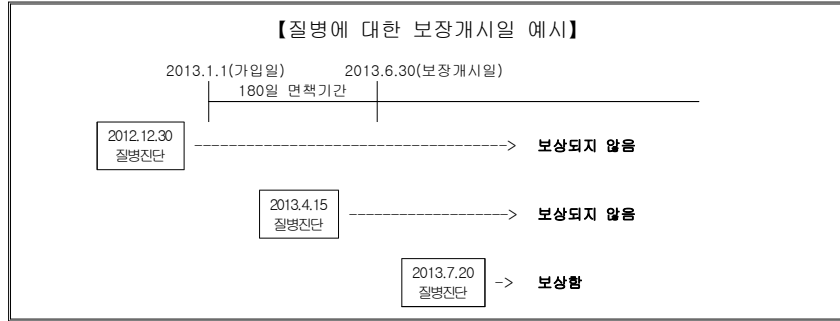 【질병에 대한 보장개시일 예시】
2013.1.1(가입일) 2013.6.30(보장개시일)
180일 면책기간
2012.12.30
질병진단
-----------------------------------> 보상되지 않음
2013.4.15
질병진단
-------------------> 보상되지 않음
2013.7.20
질병진단
-> 보상함